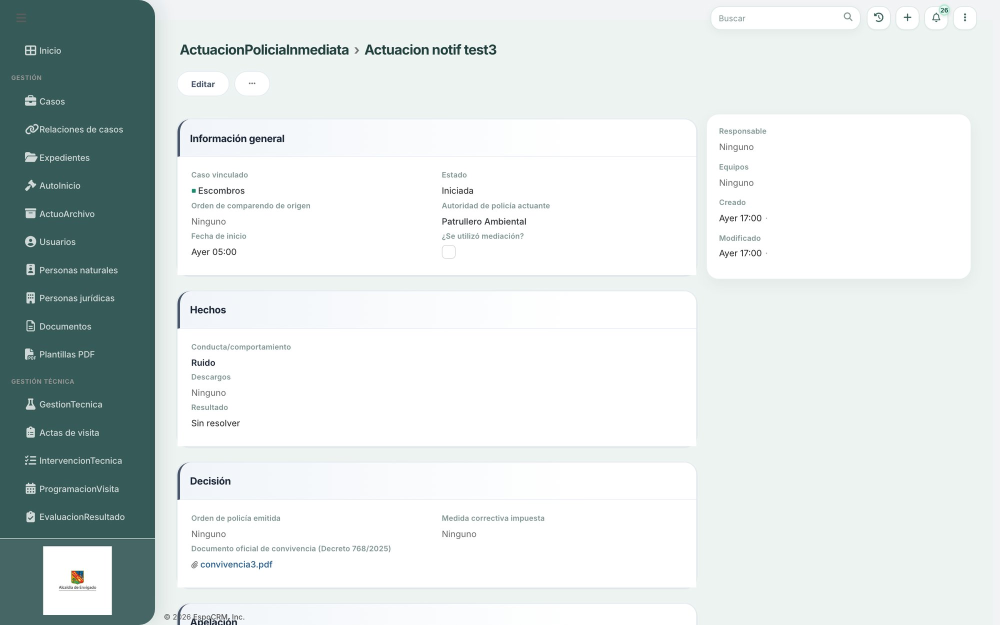 Inicio
GESTIÓN
Casos
Relaciones de casos
Expedientes
AutoInicio
ActuoArchivo
Usuarios
Personas naturales
Personas jurídicas
Documentos
Plantillas PDF
GESTIÓN TÉCNICA
GestionTecnica
Actas de visita
IntervencionTecnica
ProgramacionVisita
EvaluacionResultado
Alcaldía de Envigado
Buscar
26
ActuacionPoliciaInmediata › Actuacion notif test3
Editar
···
Información general
Caso vinculado
Escombros
Estado
Iniciada
Orden de comparendo de origen
Ninguno
Autoridad de policía actuante
Patrullero Ambiental
Fecha de inicio
Ayer 05:00
¿Se utilizó mediación?
Hechos
Conducta/comportamiento
Ruido
Descargos
Ninguno
Resultado
Sin resolver
Decisión
Orden de policía emitida
Ninguno
Medida correctiva impuesta
Ninguno
Documento oficial de convivencia (Decreto 768/2025)
convivencia3.pdf
Apelación
© 2026 EspoCRM, Inc.
Responsable
Ninguno
Equipos
Ninguno
Creado
Ayer 17:00 ·
Modificado
Ayer 17:00 ·